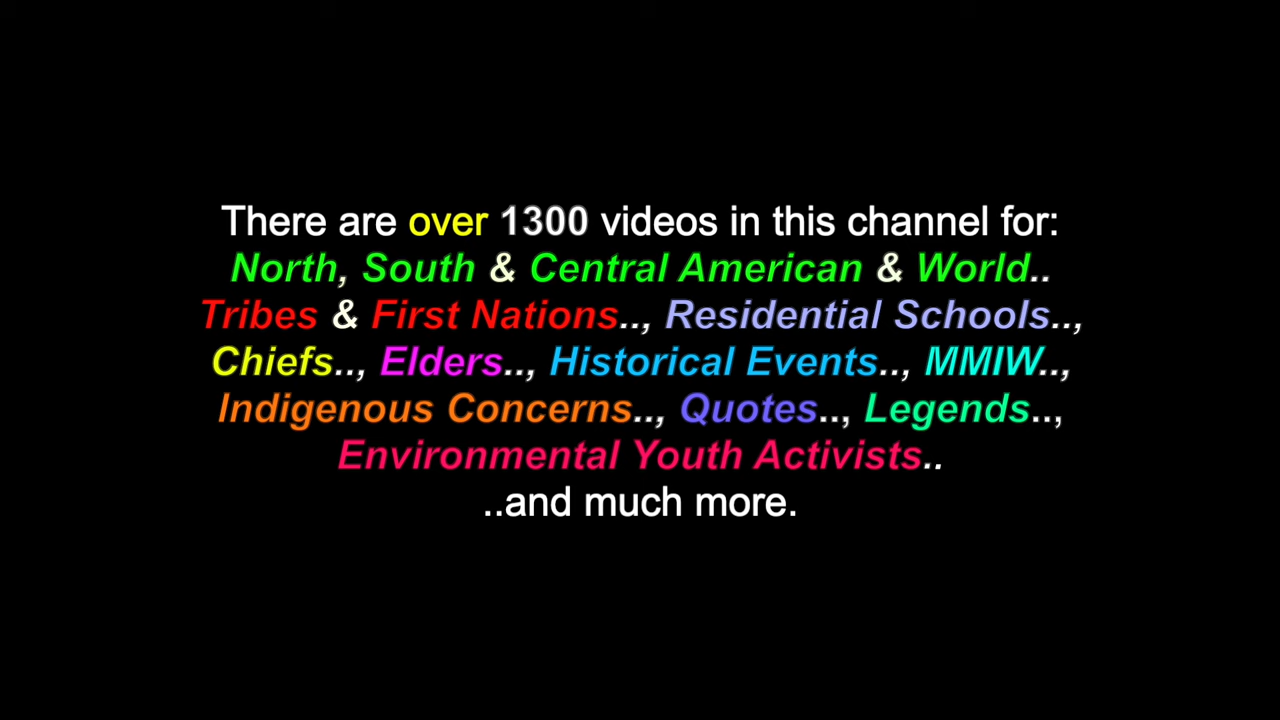 There are over 1300 videos in this channel for:
North, South & Central American & World..
Tribes & First Nations.., Residential Schools..,
Chiefs.., Elders.., Historical Events.., MMIW..,
Indigenous Concerns.., Quotes.., Legends..,
Environmental Youth Activists..
..and much more.